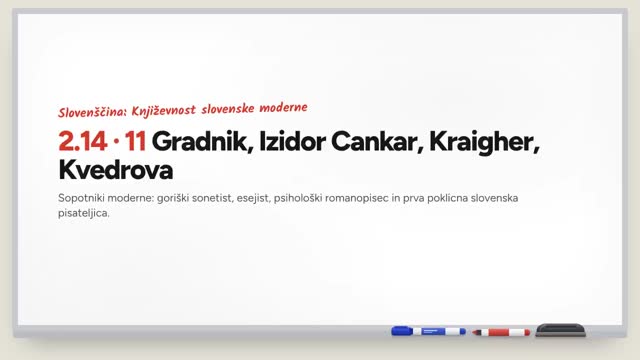 Slovenščina: Književnost slovenske moderne
2.14 · 11 Gradnik, Izidor Cankar, Kraigher,
Kvedrova
Sopotniki moderne: goriški sonetist, esejist, psihološki romanopisec in prva poklicna slovenska
pisateljica.